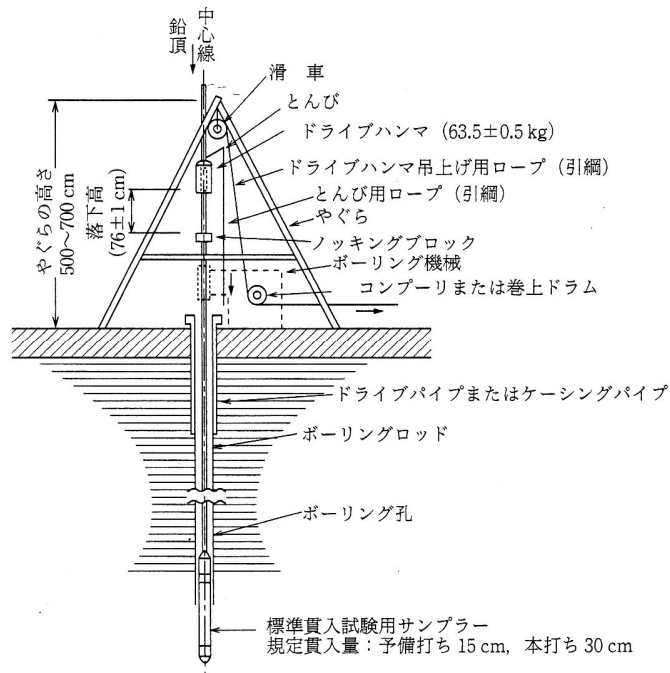 鉛頂
中心線
滑車
とんび
ドライブハンマ (63.5±0.5 kg)
ドライブハンマ吊上げ用ロープ (引綱)
とんび用ロープ (引綱)
やぐら
ノッキングブロック
ボーリング機械
コンプーリまたは巻上ドラム
やぐらの高さ
500〜700 cm
落下高
(76±1 cm)
ドライブパイプまたはケーシングパイプ
ボーリングロッド
ボーリング孔
標準貫入試験用サンプラー
規定貫入量：予備打ち 15 cm, 本打ち 30 cm